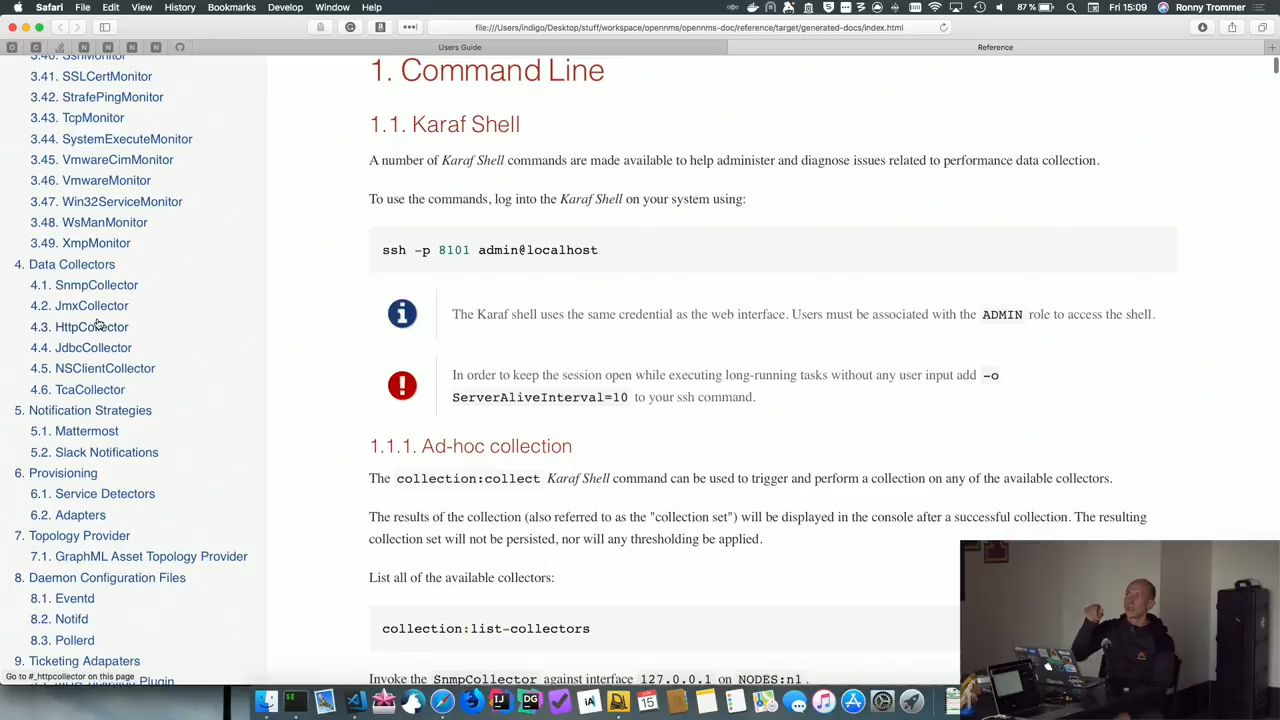 Safari File Edit View History Bookmarks Develop Window Help
90% Fri 15:09 Ronny Trommer
file:///Users/indigo/Desktop/stuff/workspace/opennms/opennms-doc/reference/target/generated-docs/index.html
O C N N N N
Users Guide
Reference
3.40. SshMonitor
3.41. SSLCertMonitor
3.42. StrafePingMonitor
3.43. TcpMonitor
3.44. SystemExecuteMonitor
3.45. VmwareCimMonitor
3.46. VmwareMonitor
3.47. Win32ServiceMonitor
3.48. WsManMonitor
3.49. XmpMonitor
4. Data Collectors
4.1. SnmpCollector
4.2. JmxCollector
4.3. HttpCollector
4.4. JdbcCollector
4.5. NSClientCollector
4.6. TcaCollector
5. Notification Strategies
5.1. Mattermost
5.2. Slack Notifications
6. Provisioning
6.1. Service Detectors
6.2. Adapters
7. Topology Provider
7.1. GraphML Asset Topology Provider
8. Daemon Configuration Files
8.1. Eventd
8.2. Notifd
8.3. Pollerd
9. Ticketing Adapaters
Go to #_httpcollector on this page
1. Command Line
1.1. Karaf Shell
A number of Karaf Shell commands are made available to help administer and diagnose issues related to performance data collection.
To use the commands, log into the Karaf Shell on your system using:
ssh -p 8101 admin@localhost
The Karaf shell uses the same credential as the web interface. Users must be associated with the ADMIN role to access the shell.
In order to keep the session open while executing long-running tasks without any user input add -o
ServerAliveInterval=10 to your ssh command.
1.1.1. Ad-hoc collection
The collection:collect Karaf Shell command can be used to trigger and perform a collection on any of the available collectors.
The results of the collection (also referred to as the "collection set") will be displayed in the console after a successful collection. The resulting
collection set will not be persisted, nor will any thresholding be applied.
List all of the available collectors:
collection:list-collectors
Invoke the SnmpCollector against interface 127.0.0.1 on NODES:n1.